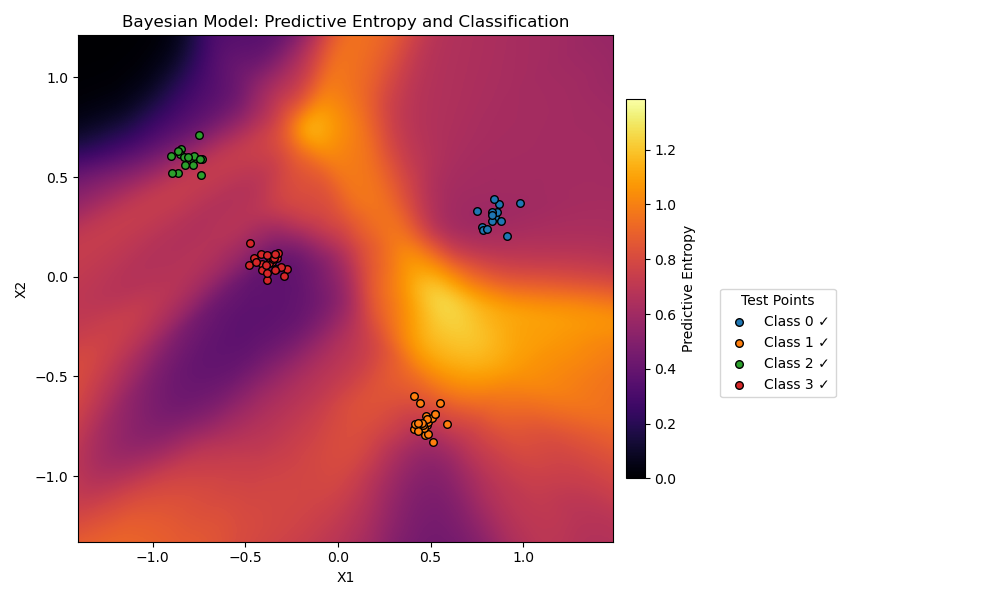 Bayesian Model: Predictive Entropy and Classification
X2
1.0
0.5
0.0
−0.5
−1.0
−1.0
−0.5
0.0
0.5
1.0
X1
1.2
1.0
0.8
0.6
0.4
0.2
0.0
Predictive Entropy
Test Points
Class 0 ✓
Class 1 ✓
Class 2 ✓
Class 3 ✓